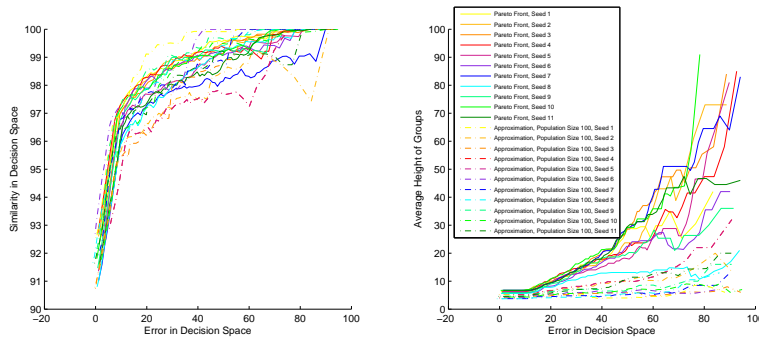 100
99
98
97
96
95
94
93
92
91
90
Similarity in Decision Space
-20
0
20
40
60
80
100
Error in Decision Space
100
90
80
70
60
50
40
30
20
10
0
Average Height of Groups
-20
0
20
40
60
80
100
Error in Decision Space
Pareto Front, Seed 1
Pareto Front, Seed 2
Pareto Front, Seed 3
Pareto Front, Seed 4
Pareto Front, Seed 5
Pareto Front, Seed 6
Pareto Front, Seed 7
Pareto Front, Seed 8
Pareto Front, Seed 9
Pareto Front, Seed 10
Pareto Front, Seed 11
Approximation, Population Size 100, Seed 1
Approximation, Population Size 100, Seed 2
Approximation, Population Size 100, Seed 3
Approximation, Population Size 100, Seed 4
Approximation, Population Size 100, Seed 5
Approximation, Population Size 100, Seed 6
Approximation, Population Size 100, Seed 7
Approximation, Population Size 100, Seed 8
Approximation, Population Size 100, Seed 9
Approximation, Population Size 100, Seed 10
Approximation, Population Size 100, Seed 11